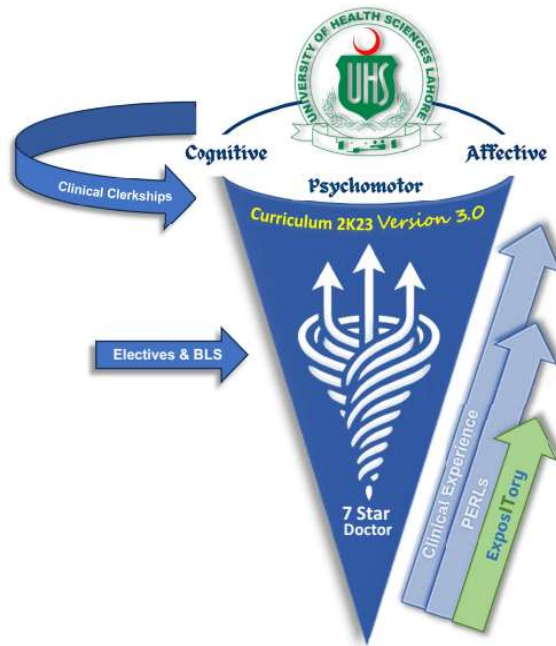 UNIVERSITY OF HEALTH SCIENCES LAHORE
UHS
Cognitive
Affective
Psychomotor
Clinical Clerkships
Curriculum 2K23 Version 3.0
Electives & BLS
7 Star
Doctor
Clinical Experience
PERLs
ExposITory